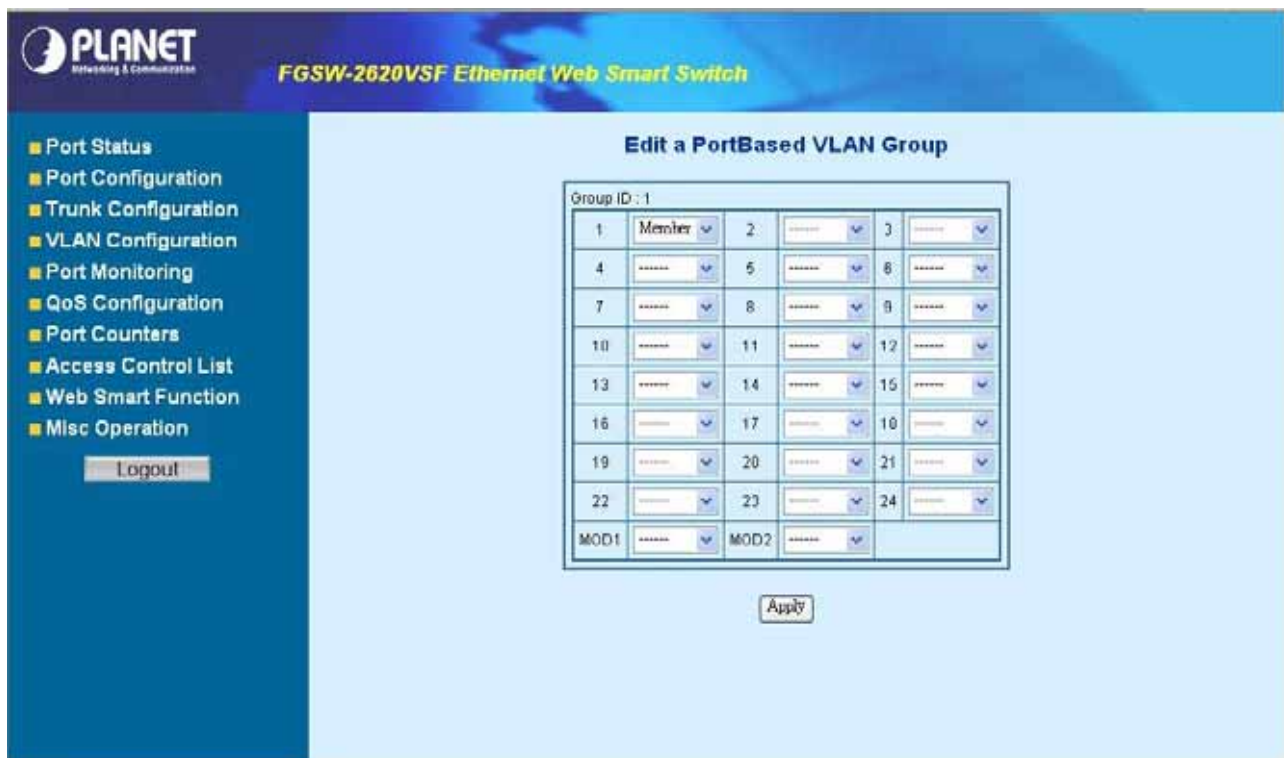 PLANET
Networking & Communication
FGSW-2620VSF Ethernet Web Smart Switch
Port Status
Port Configuration
Trunk Configuration
VLAN Configuration
Port Monitoring
QoS Configuration
Port Counters
Access Control List
Web Smart Function
Misc Operation
Logout
Edit a PortBased VLAN Group
Group ID : 1
1 Member 2 ------ 3 ------
4 ------ 5 ------ 6 ------
7 ------ 8 ------ 9 ------
10 ------ 11 ------ 12 ------
13 ------ 14 ------ 15 ------
16 ------ 17 ------ 18 ------
19 ------ 20 ------ 21 ------
22 ------ 23 ------ 24 ------
MOD1 ------ MOD2 ------
Apply